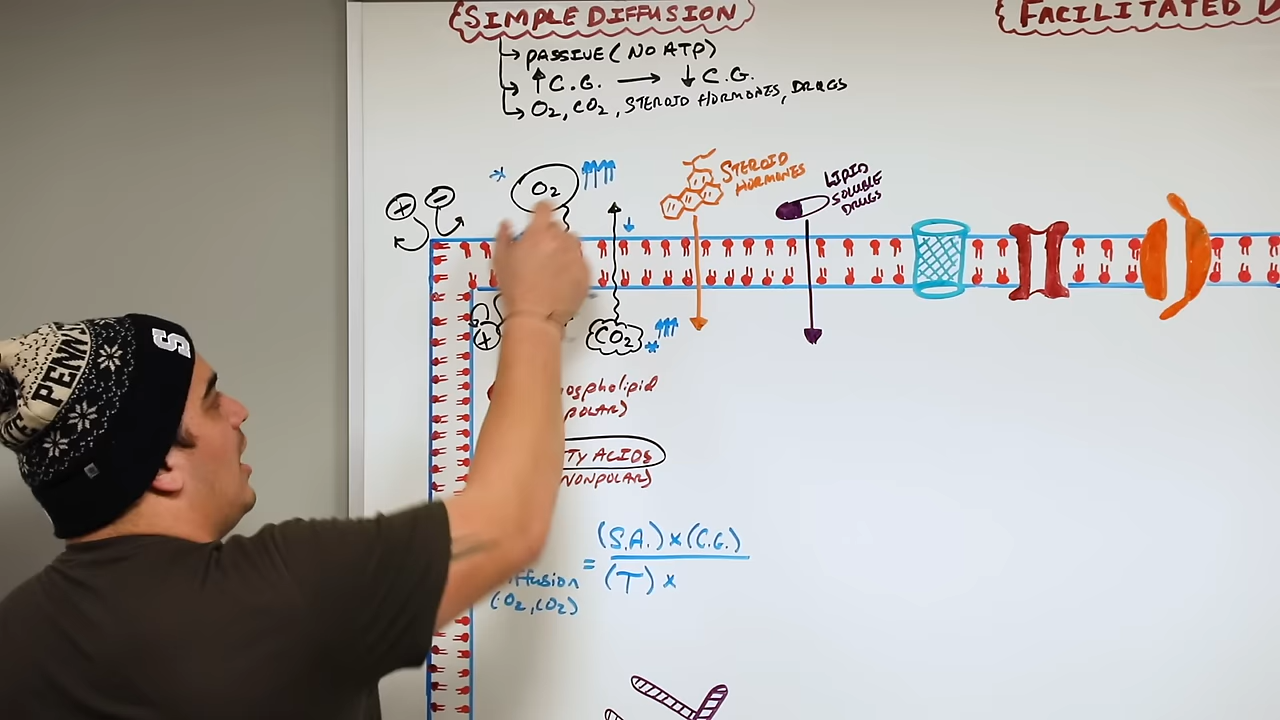 SIMPLE DIFFUSION
FACILITATED D
→ PASSIVE (NO ATP)
→ ↑ C.G. → ↓ C.G.
→ O2, CO2, STEROID HORMONES, DRUGS
O2
STEROID
HORMONES
LIPID
SOLUBLE
DRUGS
+
-
+
CO2
ospholipid
POLAR)
TY ACIDS
(NONPOLAR)
= (S.A.) x (C.G.)
(T) x
iffusion
(O2, CO2)
PENN
S